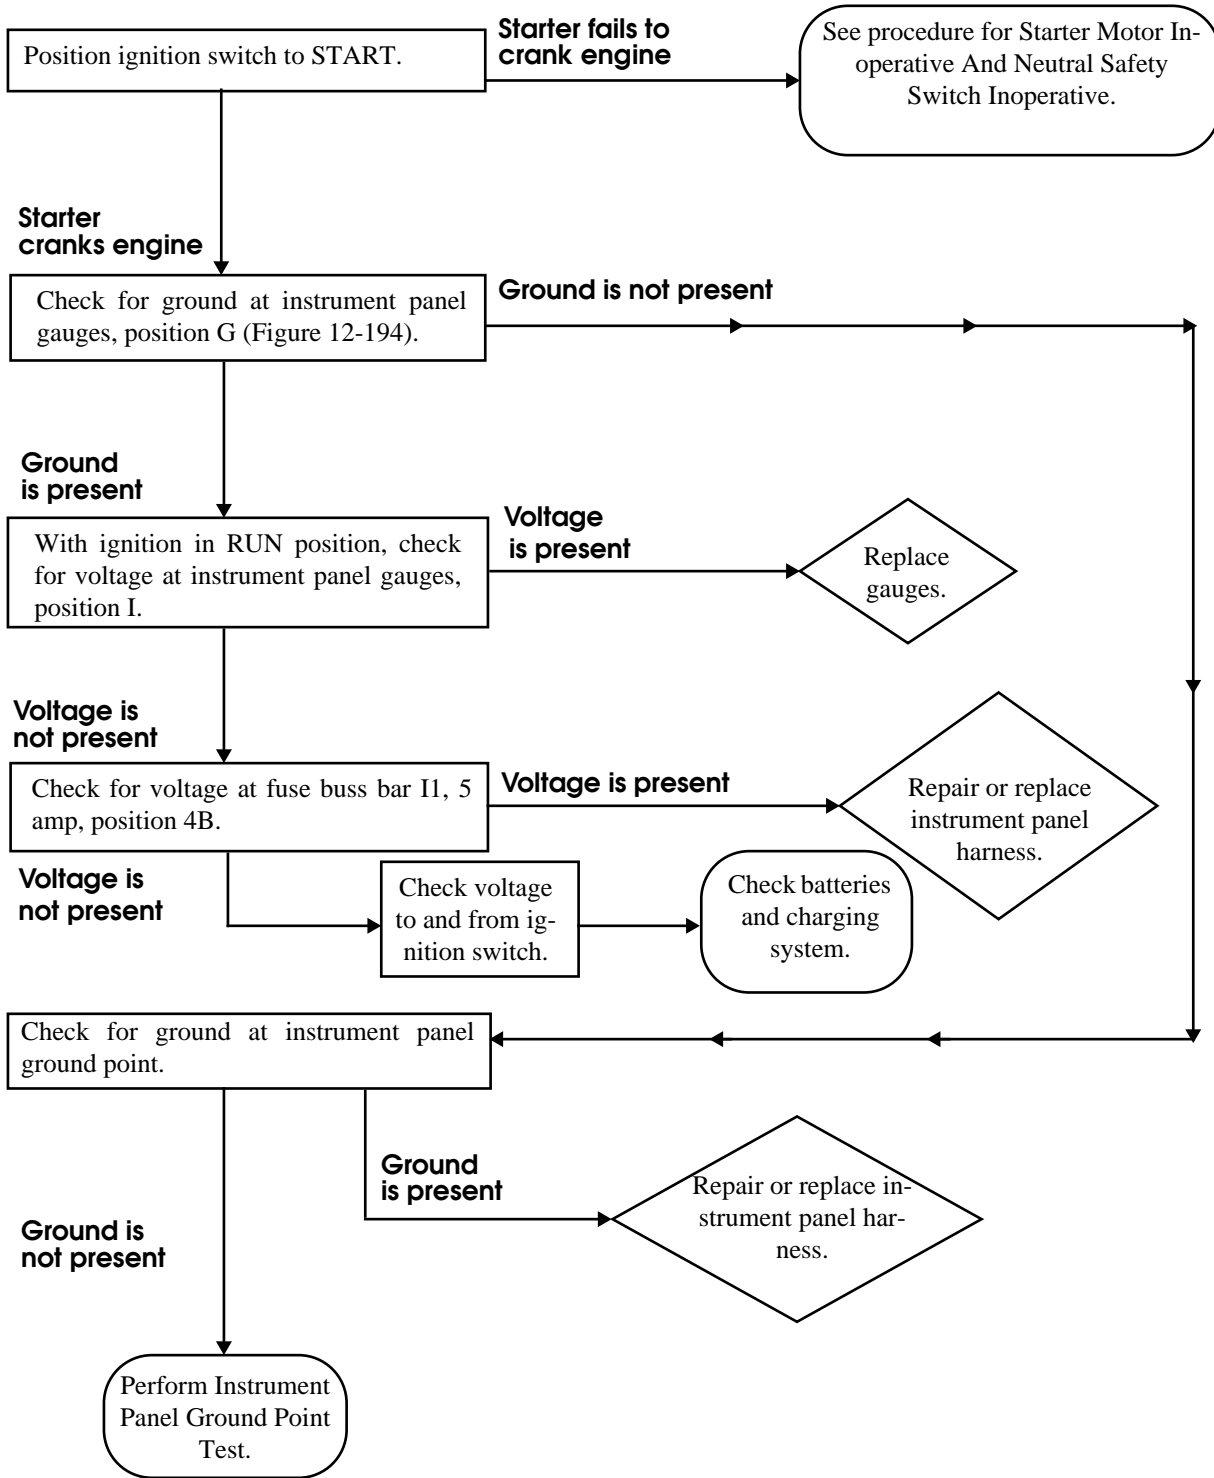 Position ignition switch to START.
Starter fails to
crank engine
See procedure for Starter Motor In-
operative And Neutral Safety
Switch Inoperative.
Starter
cranks engine
Check for ground at instrument panel
gauges, position G (Figure 12-194).
Ground is not present
Ground
is present
With ignition in RUN position, check
for voltage at instrument panel gauges,
position I.
Voltage
is present
Replace
gauges.
Voltage is
not present
Check for voltage at fuse buss bar I1, 5
amp, position 4B.
Voltage is present
Repair or replace
instrument panel
harness.
Voltage is
not present
Check voltage
to and from ig-
nition switch.
Check batteries
and charging
system.
Check for ground at instrument panel
ground point.
Ground
is present
Repair or replace in-
strument panel har-
ness.
Ground is
not present
Perform Instrument
Panel Ground Point
Test.